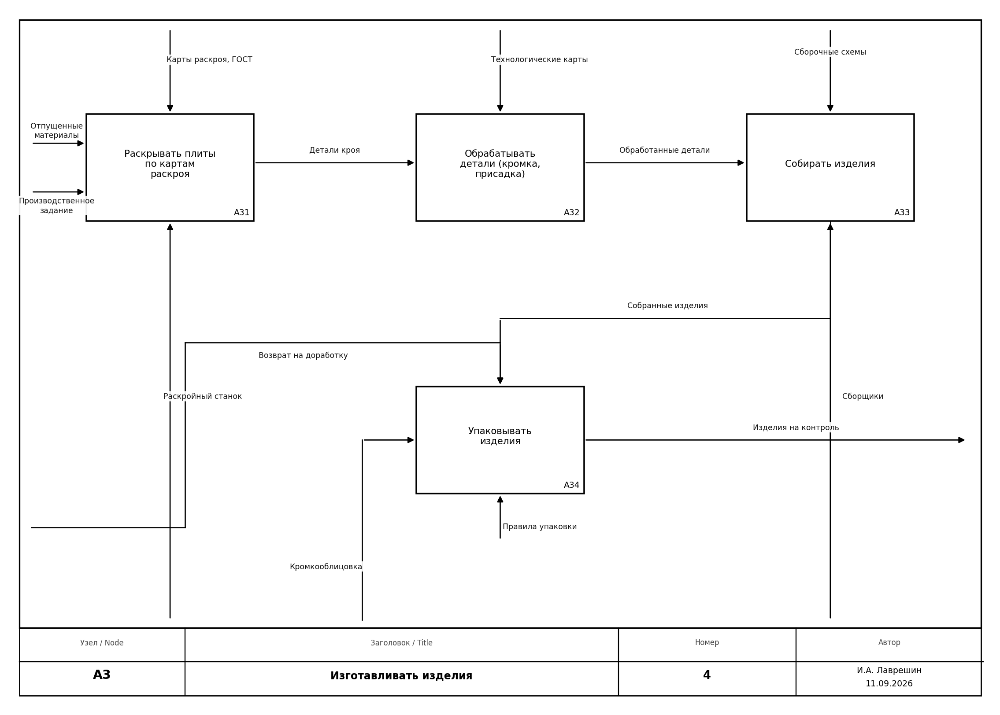 Карты раскроя, ГОСТ
Технологические карты
Сборочные схемы
Отпущенные
материалы
Производственное
задание
Раскрывать плиты
по картам
раскроя
A31
Детали кроя
Обрабатывать
детали (кромка,
присадка)
A32
Обработанные детали
Собирать изделия
A33
Собранные изделия
Возврат на доработку
Раскройный станок
Сборщики
Изделия на контроль
Упаковывать
изделия
A34
Правила упаковки
Кромкооблицовка
Узел / Node
Заголовок / Title
Номер
Автор
A3
Изготавливать изделия
4
И.А. Лаврешин
11.09.2026